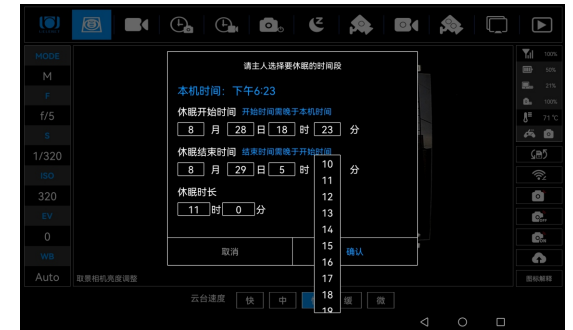 MODE
M
F
f/5
S
1/320
ISO
320
EV
0
WB
Auto
取景相机亮度调整
请主人选择要休眠的时间段
本机时间：下午6:23
休眠开始时间 开始时间需晚于本机时间
8 月 28 日 18 时 23 分
休眠结束时间 结束时间需晚于开始时间
8 月 29 日 5 时 分
休眠时长
11 时 0 分
取消 确认
10
11
12
13
14
15
16
17
18
19
云台速度 快 中 缓 微
100%
50%
21%
100%
71 ℃
OFF
ON
图标解释